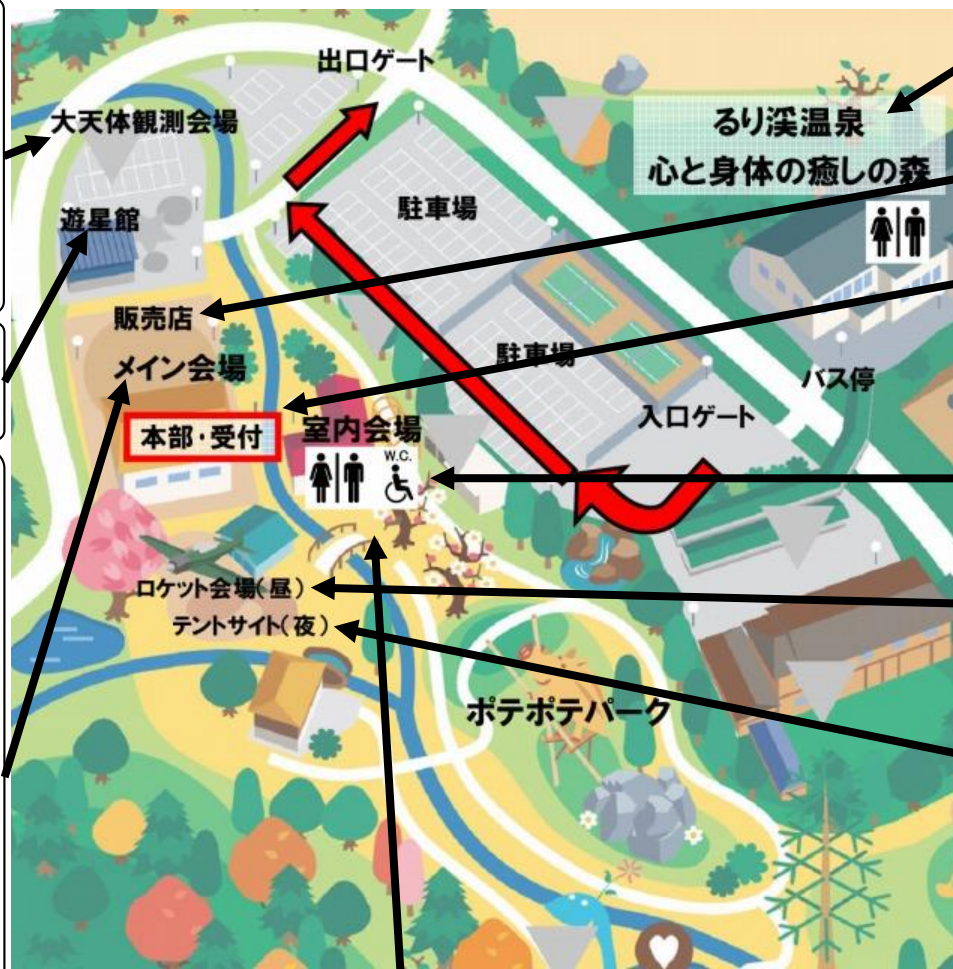 出口ゲート
大天体観測会場
るり渓温泉
心と身体の癒しの森
遊星館
駐車場
販売店
駐車場
メイン会場
バス停
入口ゲート
本部・受付
室内会場
W.C.
ロケット会場(昼)
テントサイト(夜)
ポテポテパーク